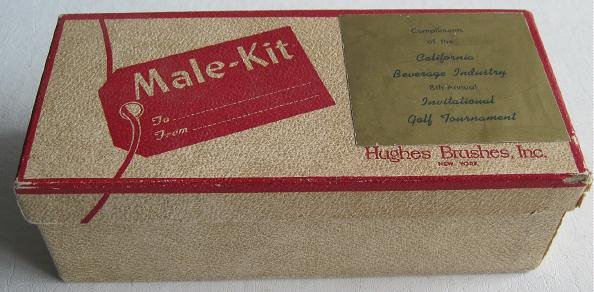 Male-Kit
To
From
Compliments
of the
California
Beverage Industry
8th Annual
Invitational
Golf Tournament
Hughes Brushes, Inc.
NEW YORK